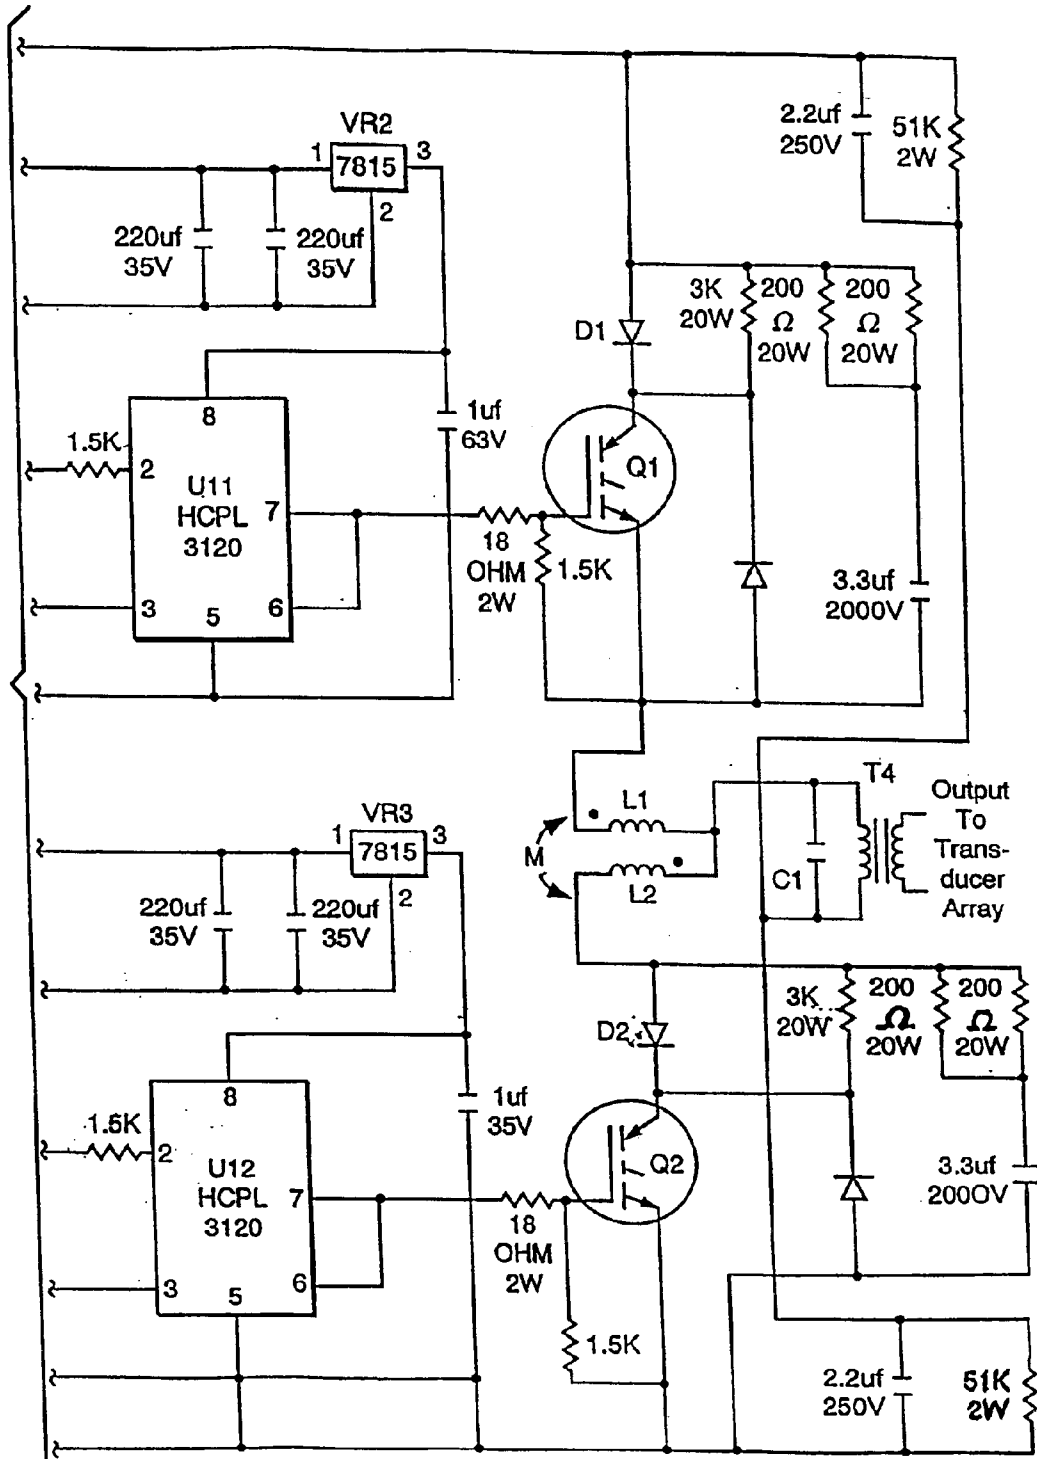 2.2uf
250V
51K
2W
VR2
1
7815
3
2
220uf
35V
220uf
35V
3K
20W
200
Ω
20W
200
Ω
20W
D1
8
1uf
63V
1.5K
2
U11
HCPL
3120
7
Q1
18
OHM
2W
1.5K
3.3uf
2000V
3
5
6
T4
Output
To
Trans-
ducer
Array
L1
M
L2
C1
VR3
1
7815
3
2
220uf
35V
220uf
35V
3K
20W
200
Ω
20W
200
Ω
20W
D2
8
1uf
35V
1.5K
2
U12
HCPL
3120
7
Q2
18
OHM
2W
3.3uf
2000V
3
5
6
1.5K
2.2uf
250V
51K
2W